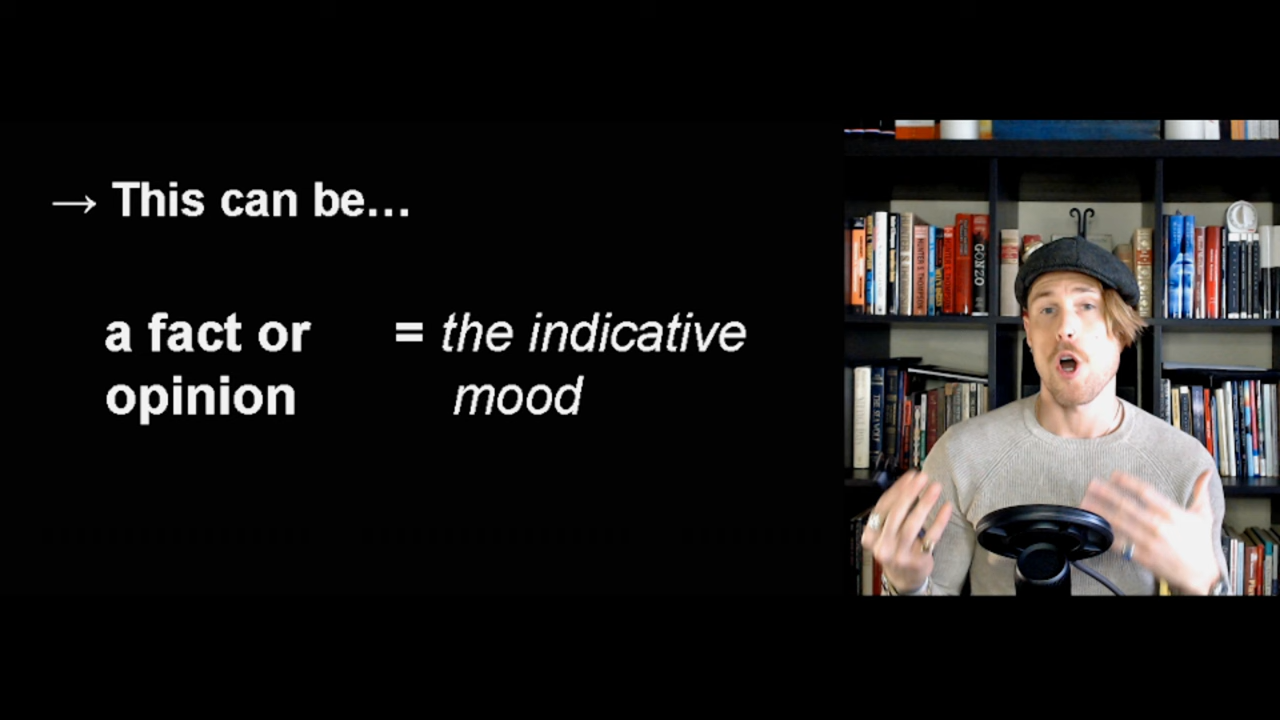 → This can be…
a fact or = the indicative
opinion mood
GONZO